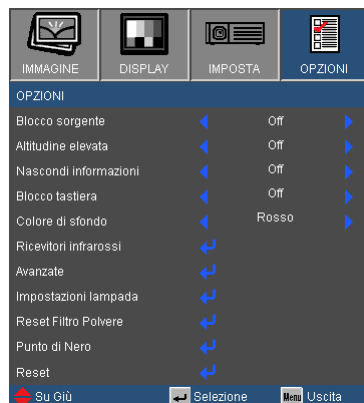 IMMAGINE DISPLAY IMPOSTA OPZIONI
OPZIONI
Blocco sorgente Off
Altitudine elevata Off
Nascondi informazioni Off
Blocco tastiera Off
Colore di sfondo Rosso
Ricevitori infrarossi
Avanzate
Impostazioni lampada
Reset Filtro Polvere
Punto di Nero
Reset
Su Giù Selezione Menu Uscita